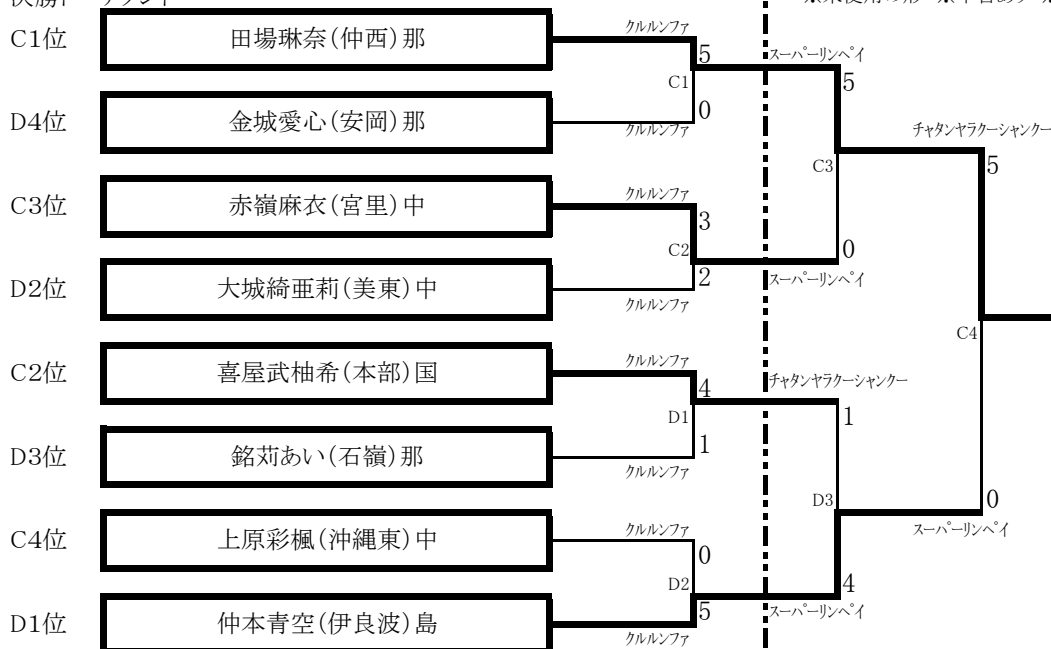 C1位 田場琳奈(仲西)那 クルルンファ 5 スーパーリンペイ
C1 5
D4位 金城愛心(安岡)那 クルルンファ 0 チャタンヤラクーシャンクー
C3 5
C3位 赤嶺麻衣(宮里)中 クルルンファ 3
C2 0
D2位 大城綺亜莉(美東)中 クルルンファ 2 スーパーリンペイ
C4
C2位 喜屋武柚希(本部)国 クルルンファ 4 チャタンヤラクーシャンクー
D1 1
D3位 銘苅あい(石嶺)那 クルルンファ 1
D3 0
C4位 上原彩楓(沖縄東)中 クルルンファ 0 スーパーリンペイ
D2 4
D1位 仲本青空(伊良波)島 クルルンファ 5 スーパーリンペイ